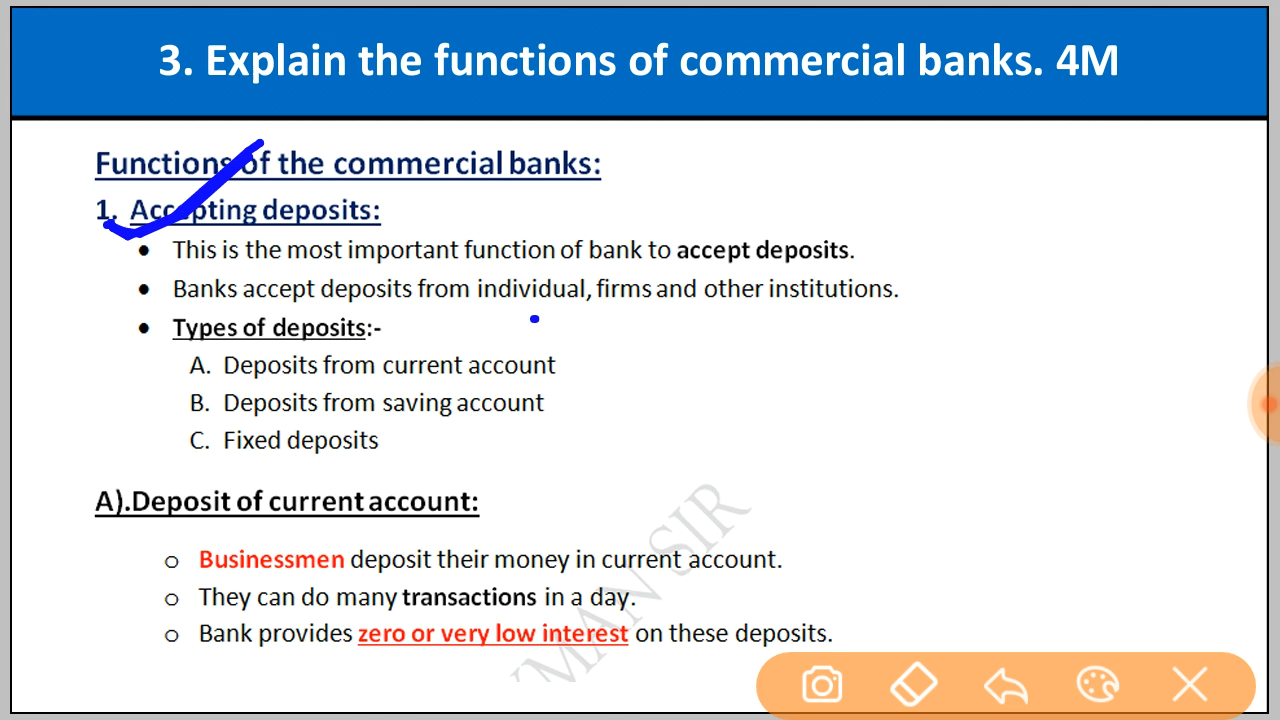 3. Explain the functions of commercial banks. 4M
Functions of the commercial banks:
1. Accepting deposits:
• This is the most important function of bank to accept deposits.
• Banks accept deposits from individual, firms and other institutions.
• Types of deposits:-
A. Deposits from current account
B. Deposits from saving account
C. Fixed deposits
A).Deposit of current account:
o Businessmen deposit their money in current account.
o They can do many transactions in a day.
o Bank provides zero or very low interest on these deposits.
SIR